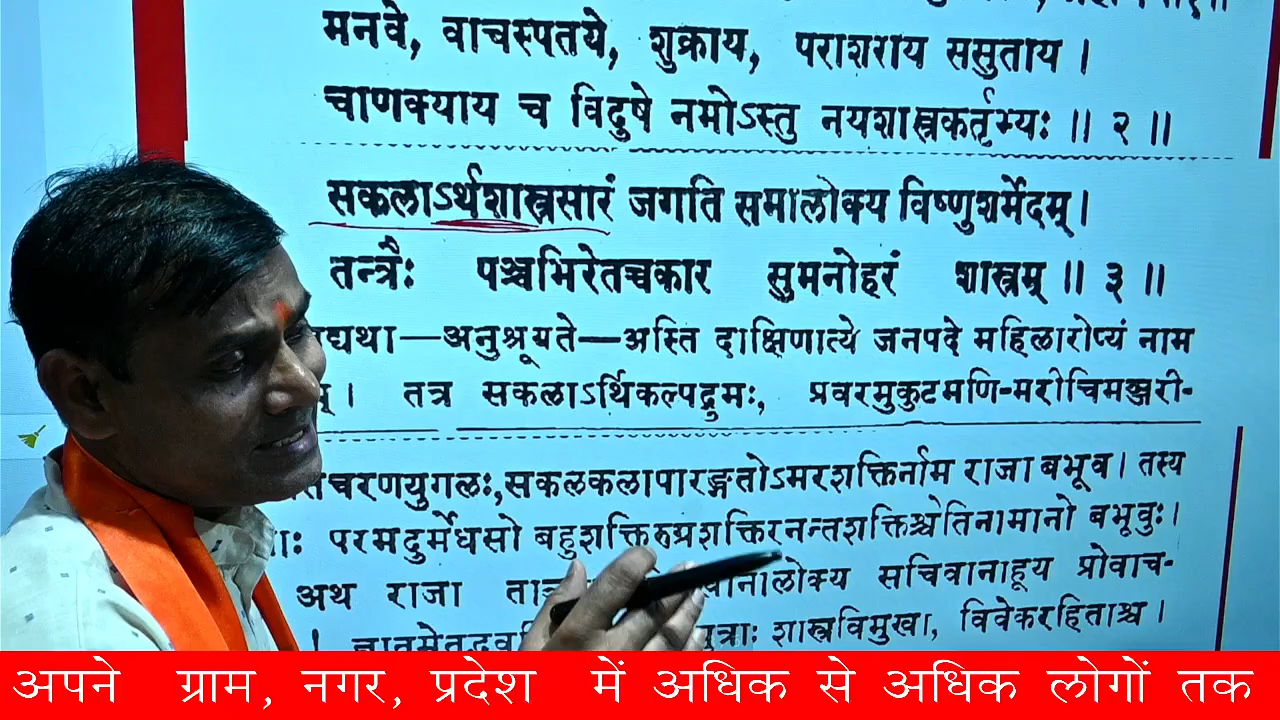 मनवे, वाचस्पतये, शुक्राय, पराशराय ससुताय ।
चाणक्याय च विदुषे नमोऽस्तु नयशास्त्रकर्तृभ्यः ॥ २ ॥
सकलाऽर्थशास्त्रसारं जगति समालोक्य विष्णुशर्मेदम् ।
तन्त्रैः पञ्चभिरेतच्चकार सुमनोहरं शास्त्रम् ॥ ३ ॥
द्यथा—अनुश्रूयते—अस्ति दाक्षिणात्ये जनपदे महिलारोप्यं नाम
। तत्र सकलाऽर्थिकल्पद्रुमः, प्रवरमुकुटमणि-मरीचिमञ्जरी-
चरणयुगलः, सकलकलापारङ्गतोऽमरशक्तिर्नाम राजा बभूव । तस्य
परमदुर्मेधसो बहुशक्तिरुग्रशक्तिरनन्तशक्तिश्चेतिनामानो बभूवुः ।
अथ राजा नालोक्य सचिवानाहूय प्रोवाच-
। ज्ञातमेतद्भव त्राः शास्त्रविमुखा, विवेकरहिताश्च ।
अपने ग्राम, नगर, प्रदेश में अधिक से अधिक लोगों तक